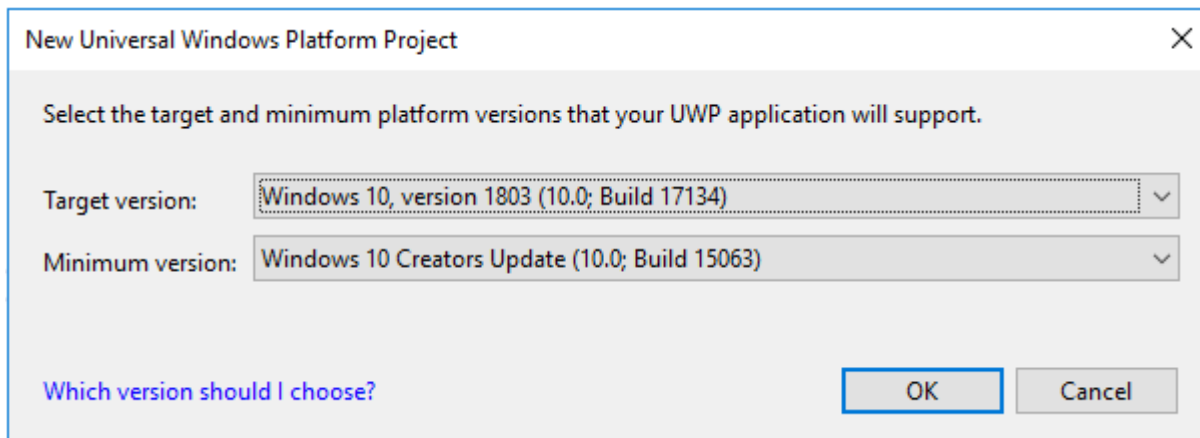 New Universal Windows Platform Project
Select the target and minimum platform versions that your UWP application will support.
Target version: Windows 10, version 1803 (10.0; Build 17134)
Minimum version: Windows 10 Creators Update (10.0; Build 15063)
Which version should I choose? OK Cancel